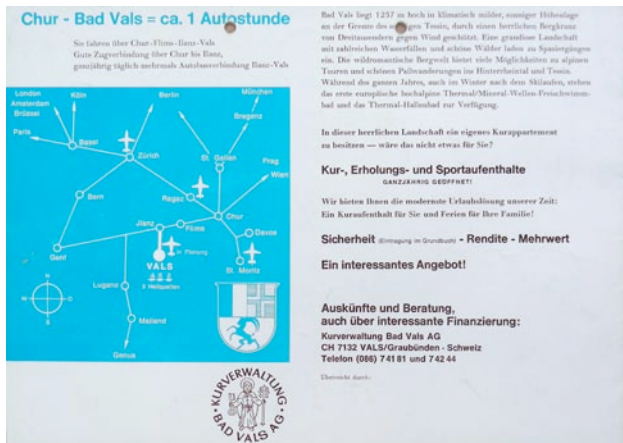 Chur - Bad Vals = ca. 1 Autostunde
Sie fahren über Chur-Flims-Ilanz-Vals
Gute Zugverbindung über Chur bis Ilanz,
ganzjährig täglich mehrmals Autobusverbindung Ilanz-Vals
London
Amsterdam
Brüssel
Köln
Berlin
München
Bregenz
Paris
Basel
Zürich
St. Gallen
Prag
Wien
Bern
Ragaz
Chur
Jlanz
Flims
Davos
in Planung
Genf
VALS
St. Moritz
3 Heilquellen
Lugano
N
W
O
S
Mailand
Genua
KURVERWALTUNG
BAD VALS AG
Bad Vals liegt 1257 m hoch in klimatisch milder, sonniger Höhenlage
an der Grenze des sonnigen Tessin, durch einen herrlichen Bergkranz
von Dreitausendern gegen Wind geschützt. Eine grandiose Landschaft
mit zahlreichen Wasserfällen und schöne Wälder laden zu Spaziergängen
ein. Die wildromantische Bergwelt bietet viele Möglichkeiten zu alpinen
Touren und schönen Paßwanderungen ins Hinterrheintal und Tessin.
Während des ganzen Jahres, auch im Winter nach dem Skilaufen, stehen
das erste europäische hochalpine Thermal/Mineral-Wellen-Freischwimm-
bad und das Thermal-Hallenbad zur Verfügung.
In dieser herrlichen Landschaft ein eigenes Kurappartement
zu besitzen — wäre das nicht etwas für Sie?
Kur-, Erholungs- und Sportaufenthalte
GANZJÄHRIG GEÖFFNET!
Wir bieten Ihnen die modernste Urlaubslösung unserer Zeit:
Ein Kuraufenthalt für Sie und Ferien für Ihre Familie!
Sicherheit (Eintragung im Grundbuch) - Rendite - Mehrwert
Ein interessantes Angebot!
Auskünfte und Beratung,
auch über interessante Finanzierung:
Kurverwaltung Bad Vals AG
CH 7132 VALS/Graubünden - Schweiz
Telefon (086) 7 41 81 und 7 42 44
Überreicht durch: